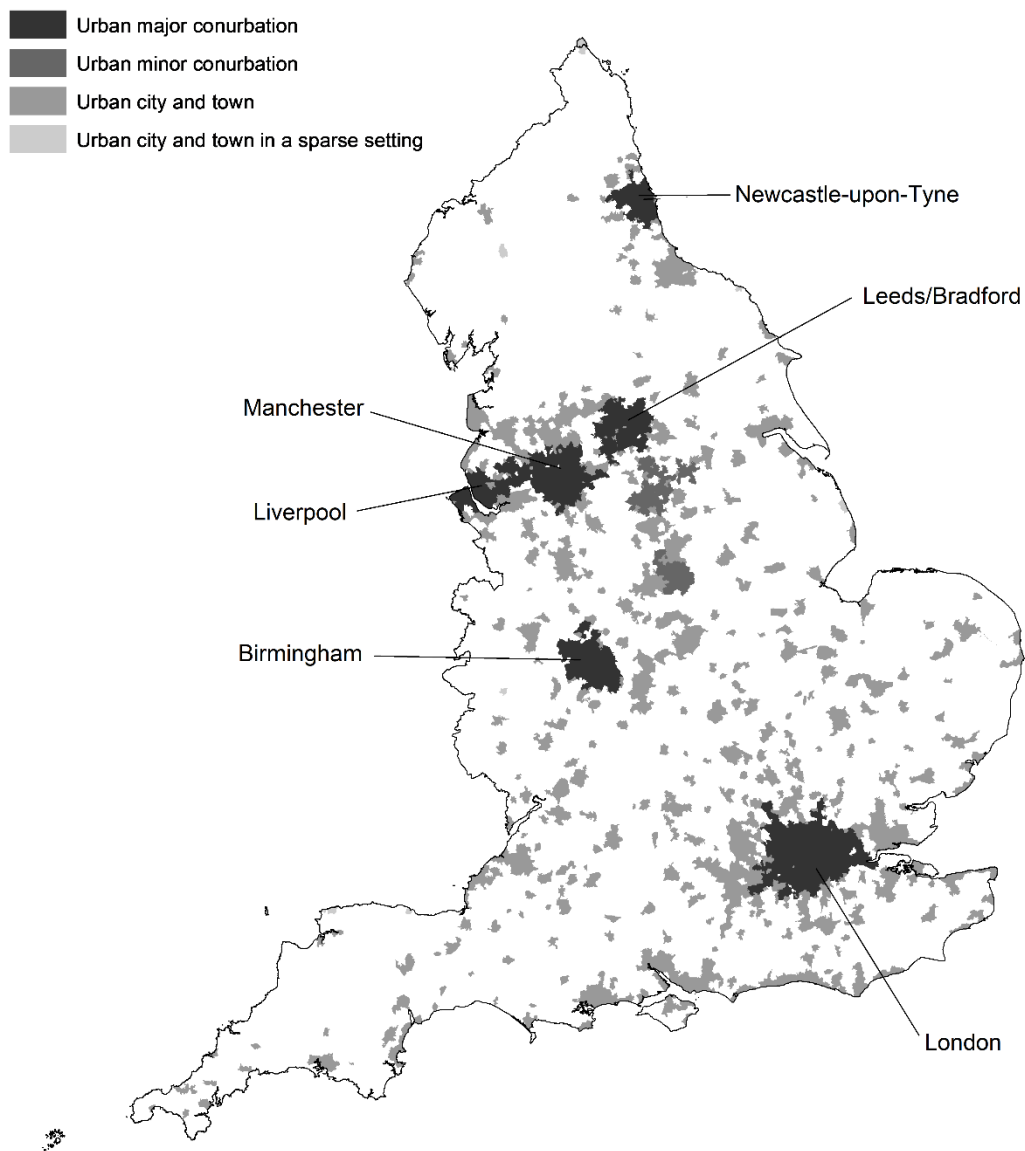 Urban major conurbation
Urban minor conurbation
Urban city and town
Urban city and town in a sparse setting
Newcastle-upon-Tyne
Leeds/Bradford
Manchester
Liverpool
Birmingham
London